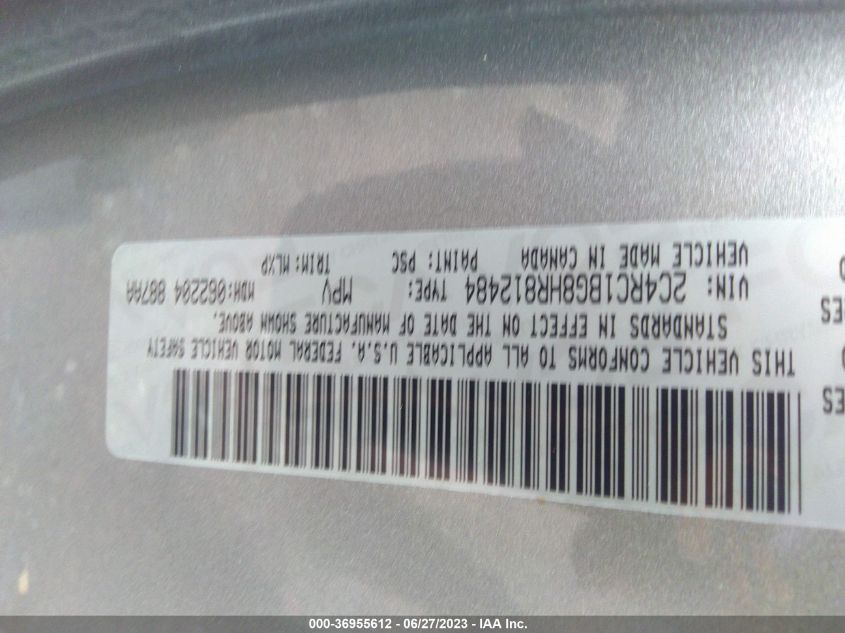 THIS VEHICLE CONFORMS TO ALL APPLICABLE U.S.A. FEDERAL MOTOR VEHICLE SAFETY
STANDARDS IN EFFECT ON THE DATE OF MANUFACTURE SHOWN ABOVE.
VIN: 2C4RC1BG8HR812484 TYPE: MPV MDH:062204 887AA
VEHICLE MADE IN CANADA PAINT: PSC TRIM: HLXP
000-36955612 - 06/27/2023 - IAA Inc.